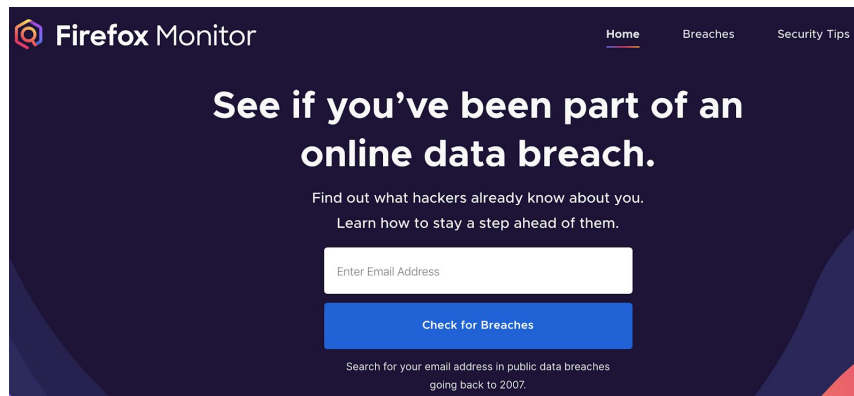 Firefox Monitor
Home
Breaches
Security Tips
See if you’ve been part of an
online data breach.
Find out what hackers already know about you.
Learn how to stay a step ahead of them.
Enter Email Address
Check for Breaches
Search for your email address in public data breaches
going back to 2007.